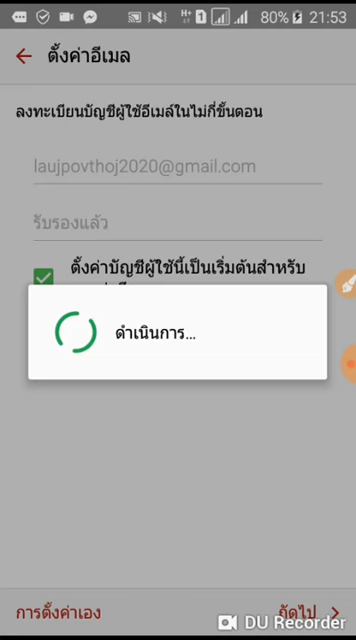 80% 21:53
ตั้งค่าอีเมล
ลงทะเบียนบัญชีผู้ใช้อีเมล์ในไม่กี่ขั้นตอน
laujpovthoj2020@gmail.com
รับรองแล้ว
ตั้งค่าบัญชีผู้ใช้นี้เป็นเริ่มต้นสำหรับ
ดำเนินการ...
การตั้งค่าเอง ถัดไป
DU Recorder